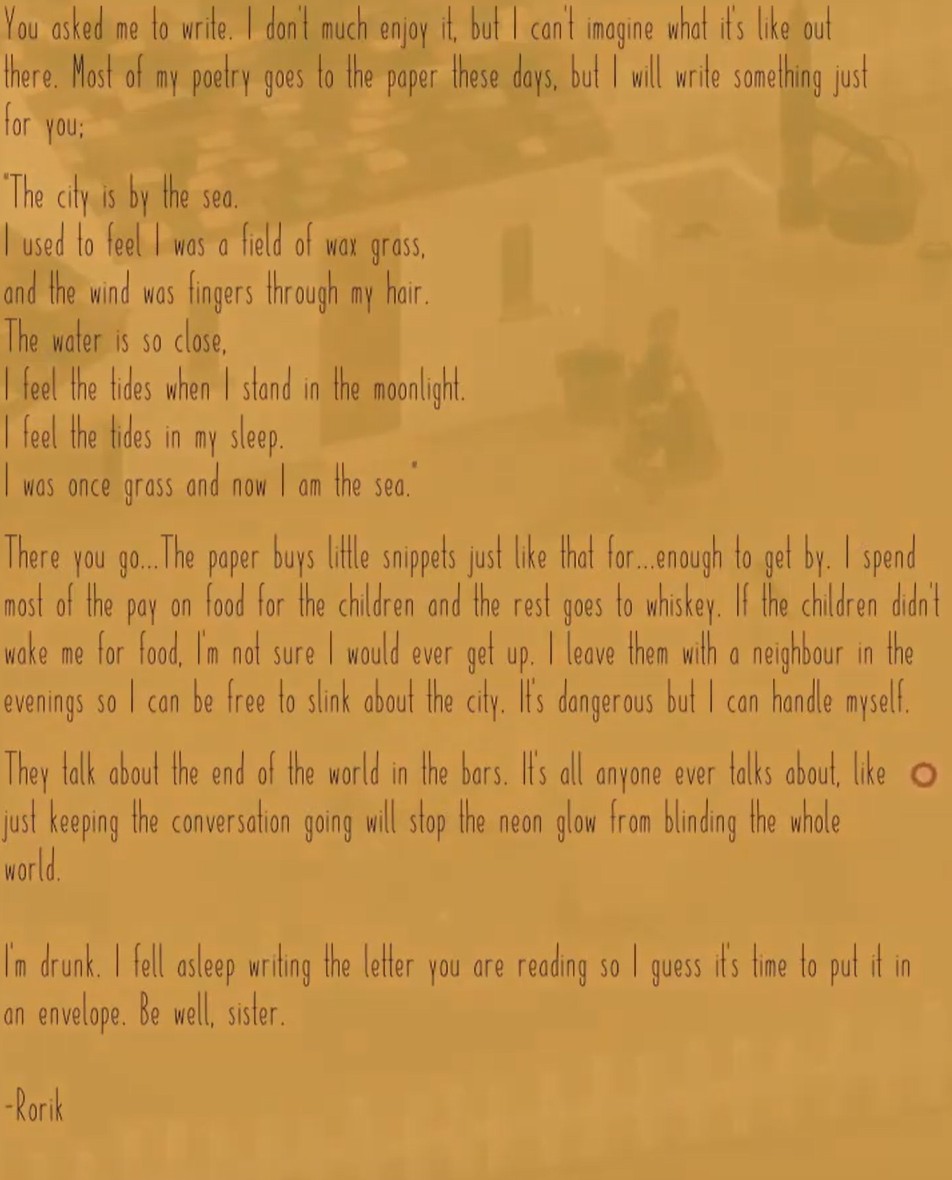 You asked me to write. I don't much enjoy it, but I can't imagine what it's like out
there. Most of my poetry goes to the paper these days, but I will write something just
for you;
"The city is by the sea.
I used to feel I was a field of wax grass,
and the wind was fingers through my hair.
The water is so close,
I feel the tides when I stand in the moonlight.
I feel the tides in my sleep.
I was once grass and now I am the sea."
There you go...The paper buys little snippets just like that for...enough to get by. I spend
most of the pay on food for the children and the rest goes to whiskey. If the children didn't
wake me for food, I'm not sure I would ever get up. I leave them with a neighbour in the
evenings so I can be free to slink about the city. It's dangerous but I can handle myself.
They talk about the end of the world in the bars. It's all anyone ever talks about, like
just keeping the conversation going will stop the neon glow from blinding the whole
world.
I'm drunk. I fell asleep writing the letter you are reading so I guess it's time to put it in
an envelope. Be well, sister.
-Rorik